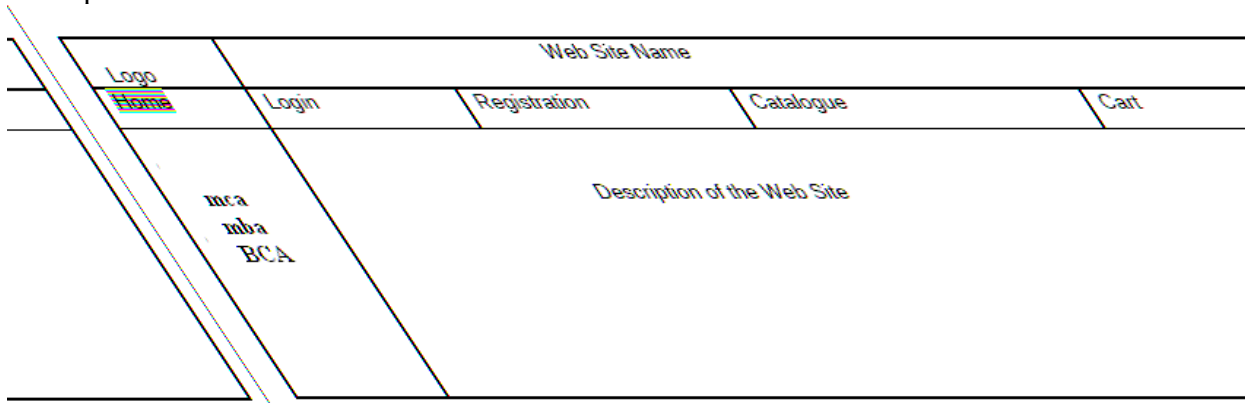 Web Site Name
Logo
Home Login Registration Catalogue Cart
Description of the Web Site
mca
mba
BCA